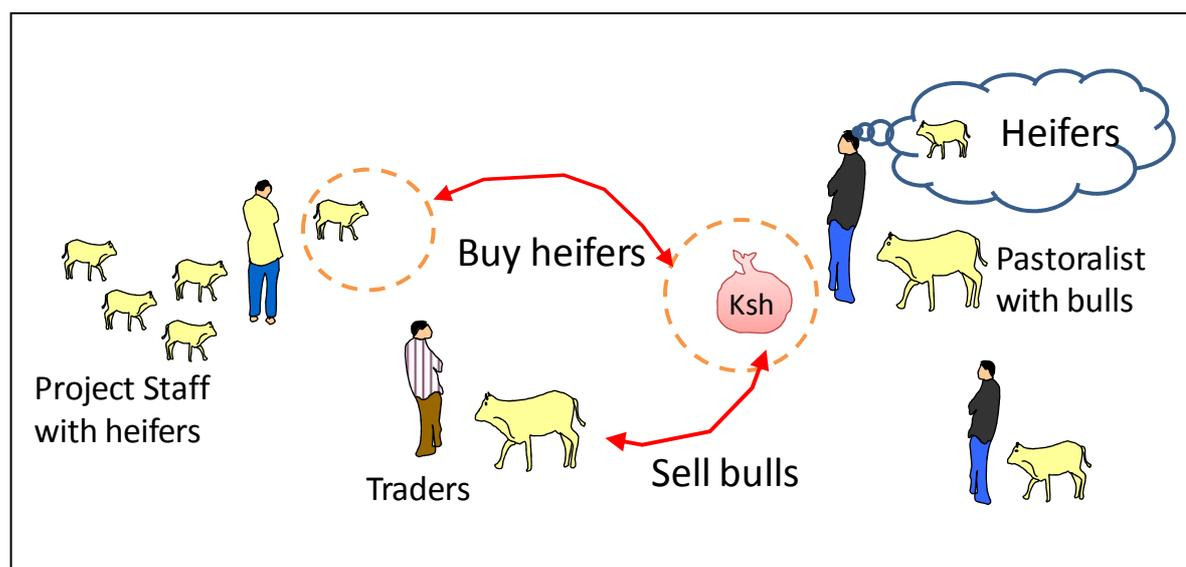 Heifers
Buy heifers
Pastoralist
with bulls
Ksh
Project Staff
with heifers
Sell bulls
Traders